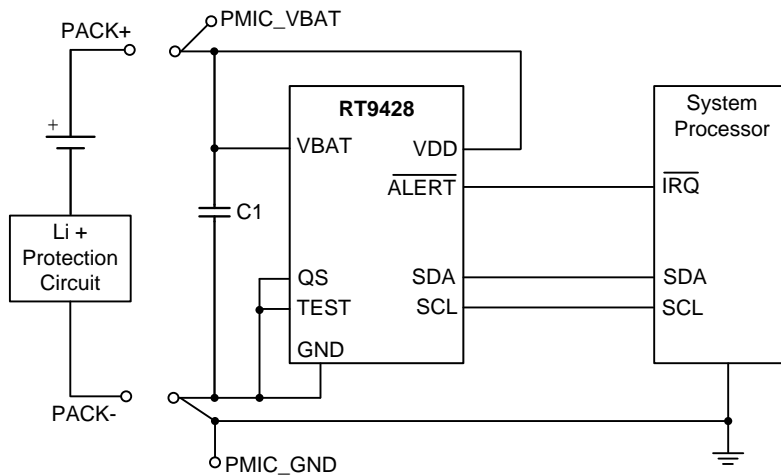 PMIC_VBAT
PACK+
RT9428
System
Processor
+
VBAT
VDD
ALERT
IRQ
C1
Li +
Protection
Circuit
QS
SDA
SDA
TEST
SCL
SCL
GND
PACK-
PMIC_GND